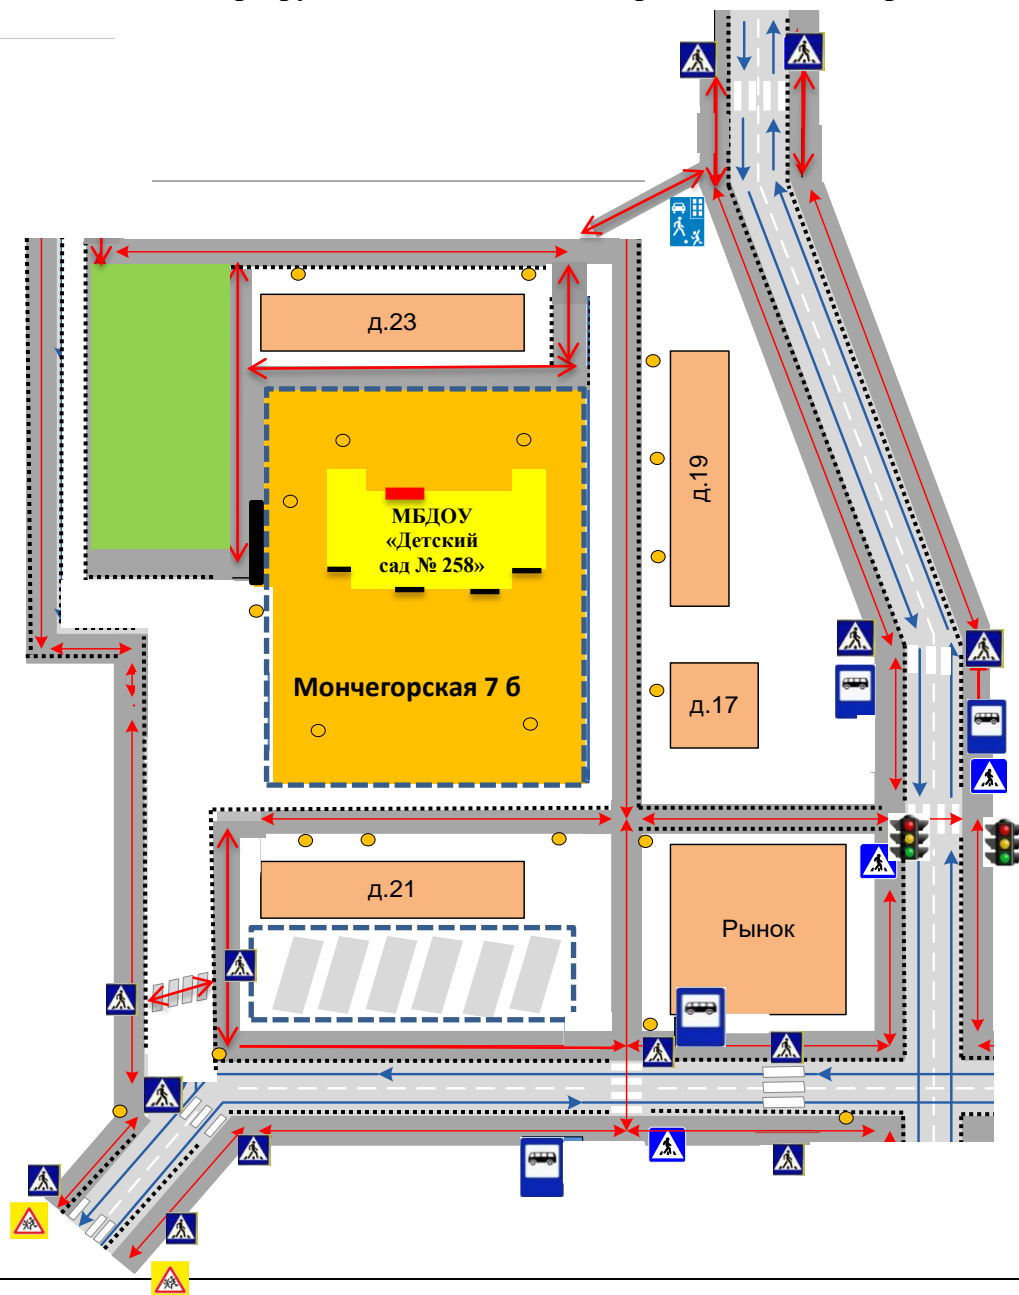 д.23
д.19
МБДОУ
«Детский
сад № 258»
Мончегорская 7 б
д.17
д.21
Рынок